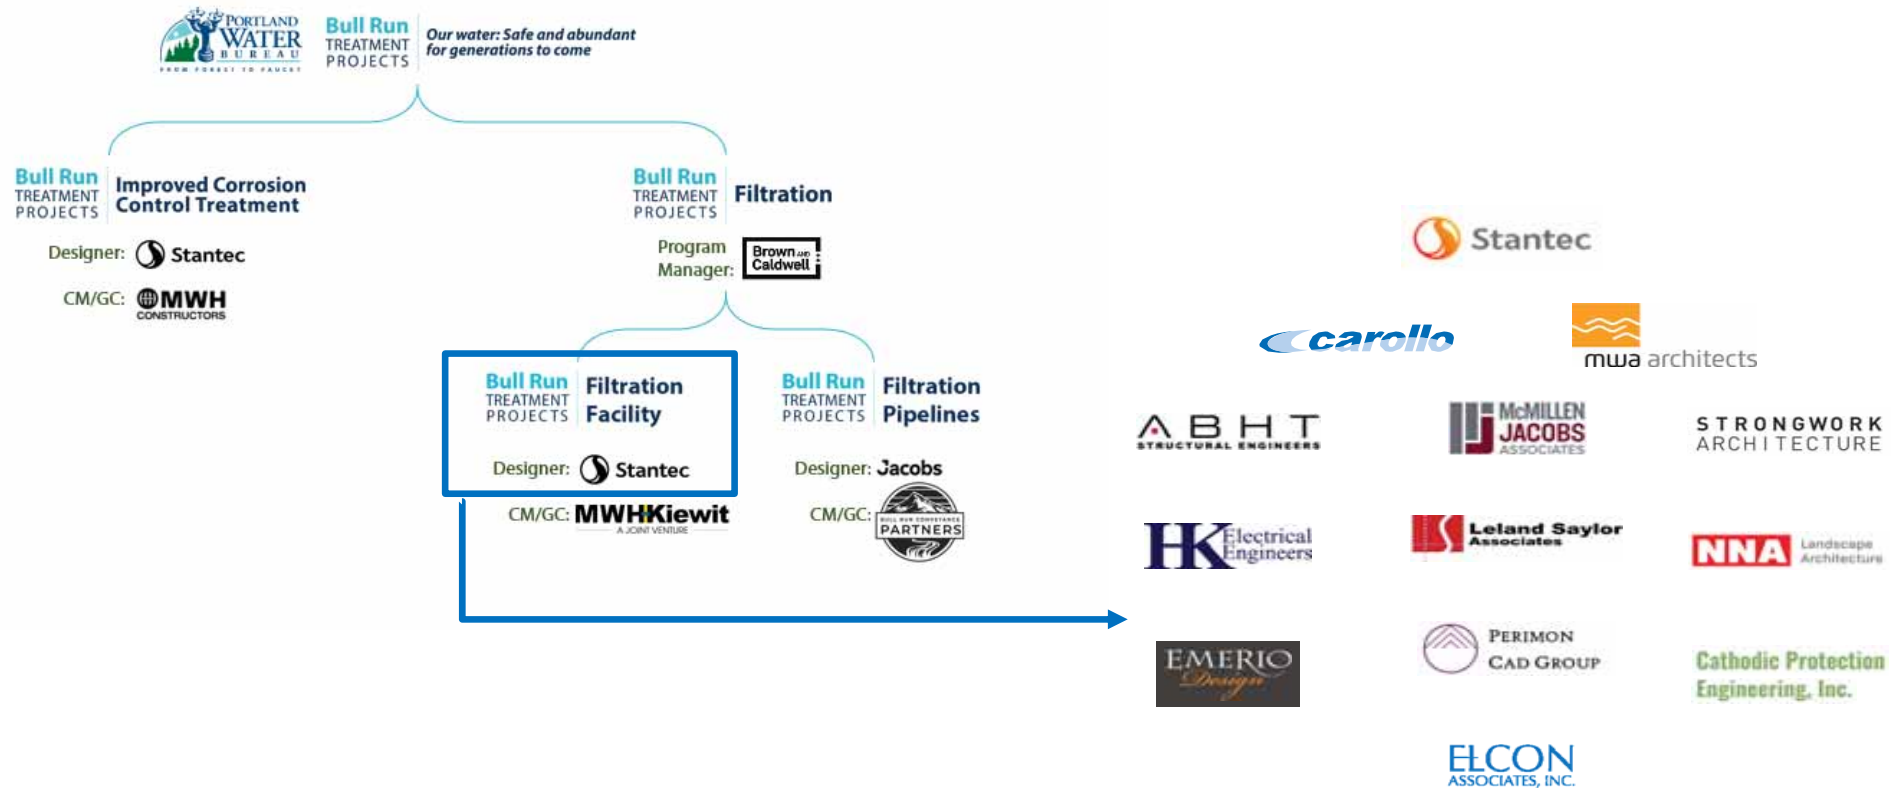 PORTLAND
WATER
BUREAU
FROM FOREST TO FAUCET
Bull Run
TREATMENT
PROJECTS
Our water: Safe and abundant
for generations to come
Bull Run
TREATMENT
PROJECTS
Improved Corrosion
Control Treatment
Designer: Stantec
CM/GC: MWH
CONSTRUCTORS
Bull Run
TREATMENT
PROJECTS
Filtration
Program
Manager:
Brown AND
Caldwell
Bull Run
TREATMENT
PROJECTS
Filtration
Facility
Designer: Stantec
CM/GC: MWH Kiewit
A JOINT VENTURE
Bull Run
TREATMENT
PROJECTS
Filtration
Pipelines
Designer: Jacobs
CM/GC:
BULL RUN CONVEYANCE
PARTNERS
Stantec
carollo
mwa architects
ABHT
STRUCTURAL ENGINEERS
McMILLEN
JACOBS
ASSOCIATES
STRONGWORK
ARCHITECTURE
HK Electrical
Engineers
Leland Saylor
Associates
NNA Landscape
Architecture
EMERIO
Design
PERIMON
CAD GROUP
Cathodic Protection
Engineering, Inc.
ELCON
ASSOCIATES, INC.